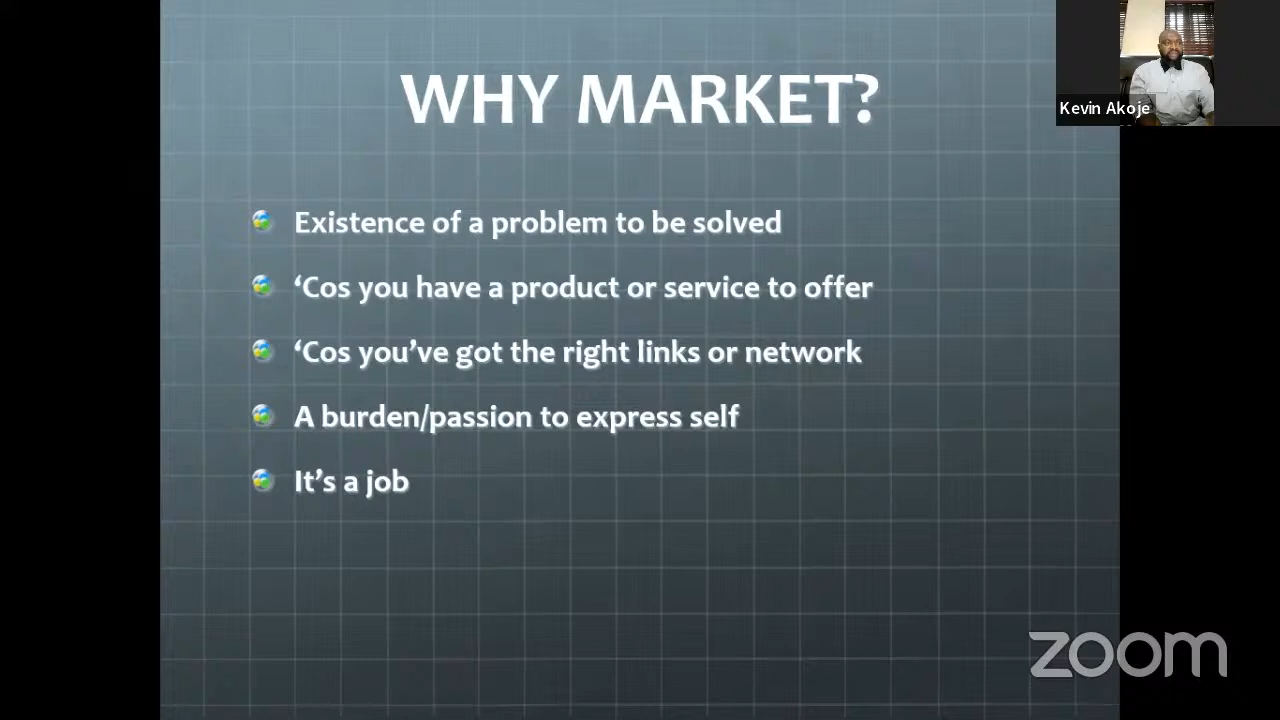 WHY MARKET?
Kevin Akoje
Existence of a problem to be solved
‘Cos you have a product or service to offer
‘Cos you’ve got the right links or network
A burden/passion to express self
It’s a job
zoom